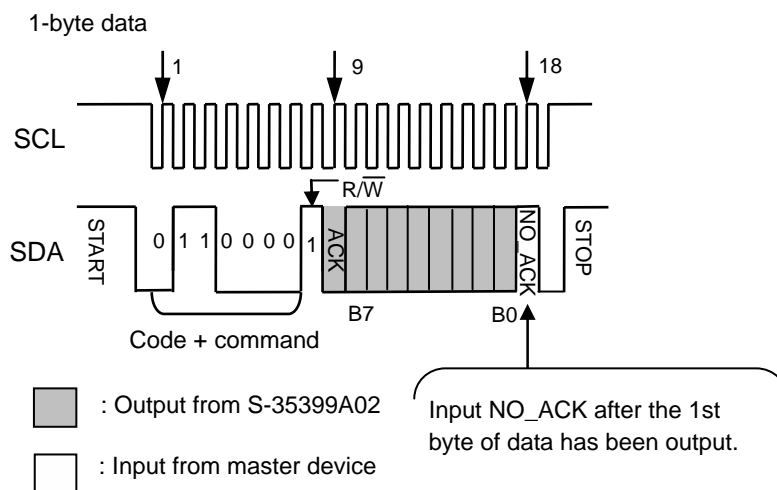 1-byte data
1 9 18
SCL
R/W̅
SDA START 0 1 1 0 0 0 0 1 ACK NO_ACK STOP
B7 B0
Code + command
: Output from S-35399A02
: Input from master device
Input NO_ACK after the 1st
byte of data has been output.